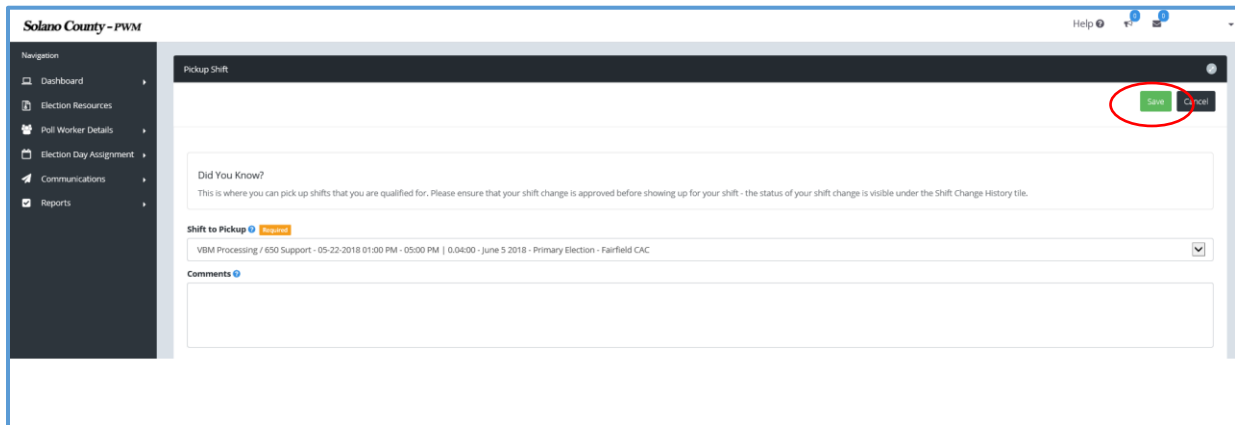 Solano County - PWM
Help
0
0
Navigation
Dashboard
Election Resources
Poll Worker Details
Election Day Assignment
Communications
Reports
Pickup Shift
Save
Cancel
Did You Know?
This is where you can pick up shifts that you are qualified for. Please ensure that your shift change is approved before showing up for your shift - the status of your shift change is visible under the Shift Change History tile.
Shift to Pickup Required
VBM Processing / 650 Support - 05-22-2018 01:00 PM - 05:00 PM | 0.04:00 - June 5 2018 - Primary Election - Fairfield CAC
Comments